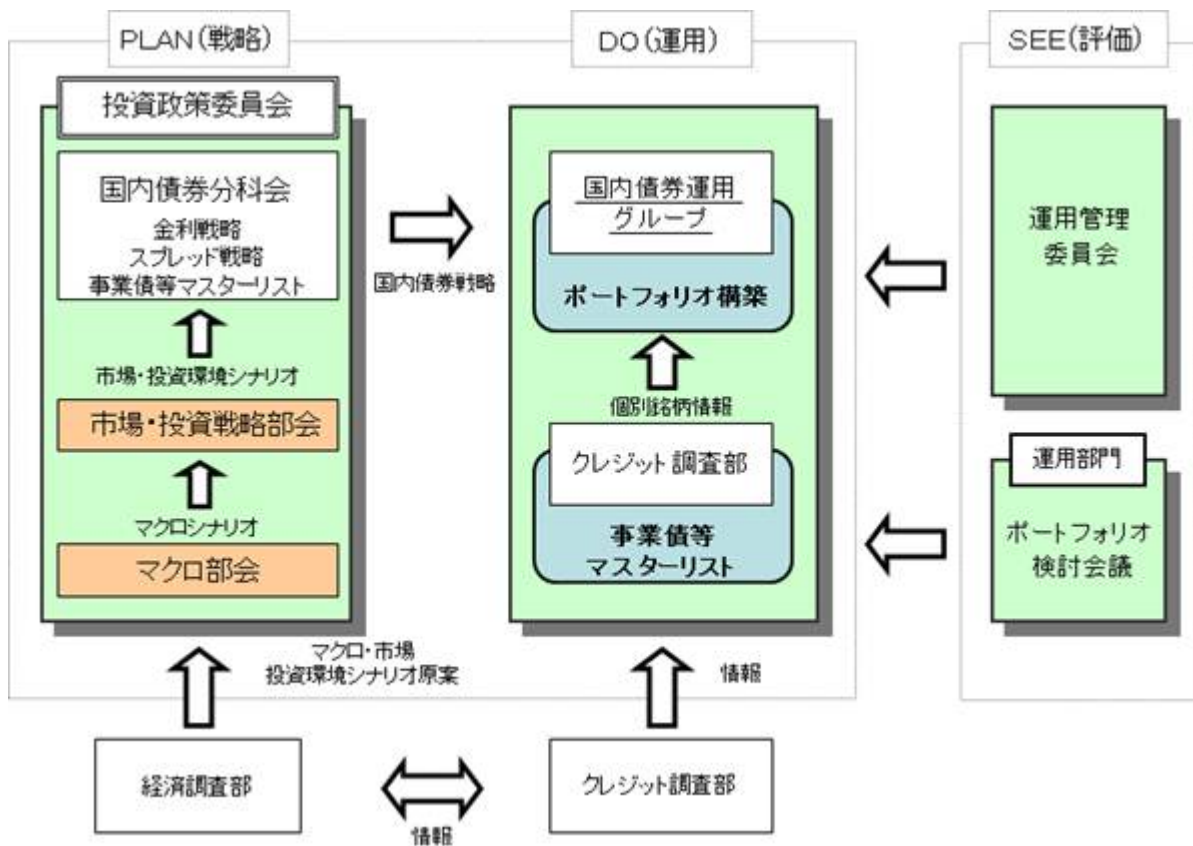 PLAN(戦略)
投資政策委員会
国内債券分科会
金利戦略
スプレッド戦略
事業債等マスターリスト
市場・投資環境シナリオ
市場・投資戦略部会
マクロシナリオ
マクロ部会
国内債券戦略
DO(運用)
国内債券運用
グループ
ポートフォリオ構築
個別銘柄情報
クレジット調査部
事業債等
マスターリスト
SEE(評価)
運用管理
委員会
運用部門
ポートフォリオ
検討会議
マクロ・市場
投資環境シナリオ原案
情報
経済調査部
情報
クレジット調査部